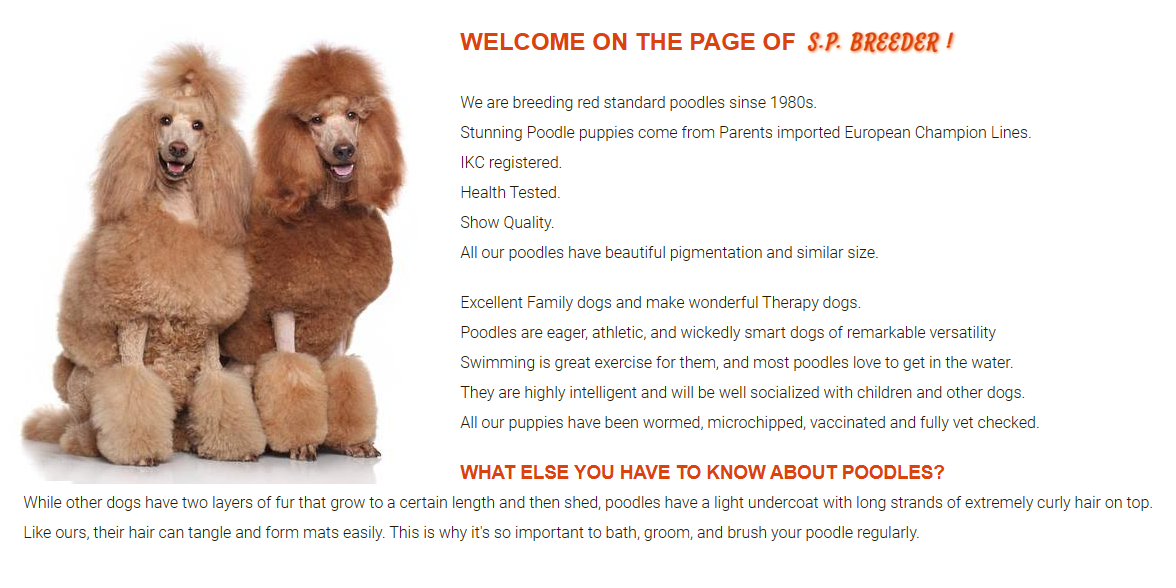 WELCOME ON THE PAGE OF S.P. BREEDER !
We are breeding red standard poodles sinse 1980s.
Stunning Poodle puppies come from Parents imported European Champion Lines.
IKC registered.
Health Tested.
Show Quality.
All our poodles have beautiful pigmentation and similar size.
Excellent Family dogs and make wonderful Therapy dogs.
Poodles are eager, athletic, and wickedly smart dogs of remarkable versatility
Swimming is great exercise for them, and most poodles love to get in the water.
They are highly intelligent and will be well socialized with children and other dogs.
All our puppies have been wormed, microchipped, vaccinated and fully vet checked.
WHAT ELSE YOU HAVE TO KNOW ABOUT POODLES?
While other dogs have two layers of fur that grow to a certain length and then shed, poodles have a light undercoat with long strands of extremely curly hair on top.
Like ours, their hair can tangle and form mats easily. This is why it's so important to bath, groom, and brush your poodle regularly.